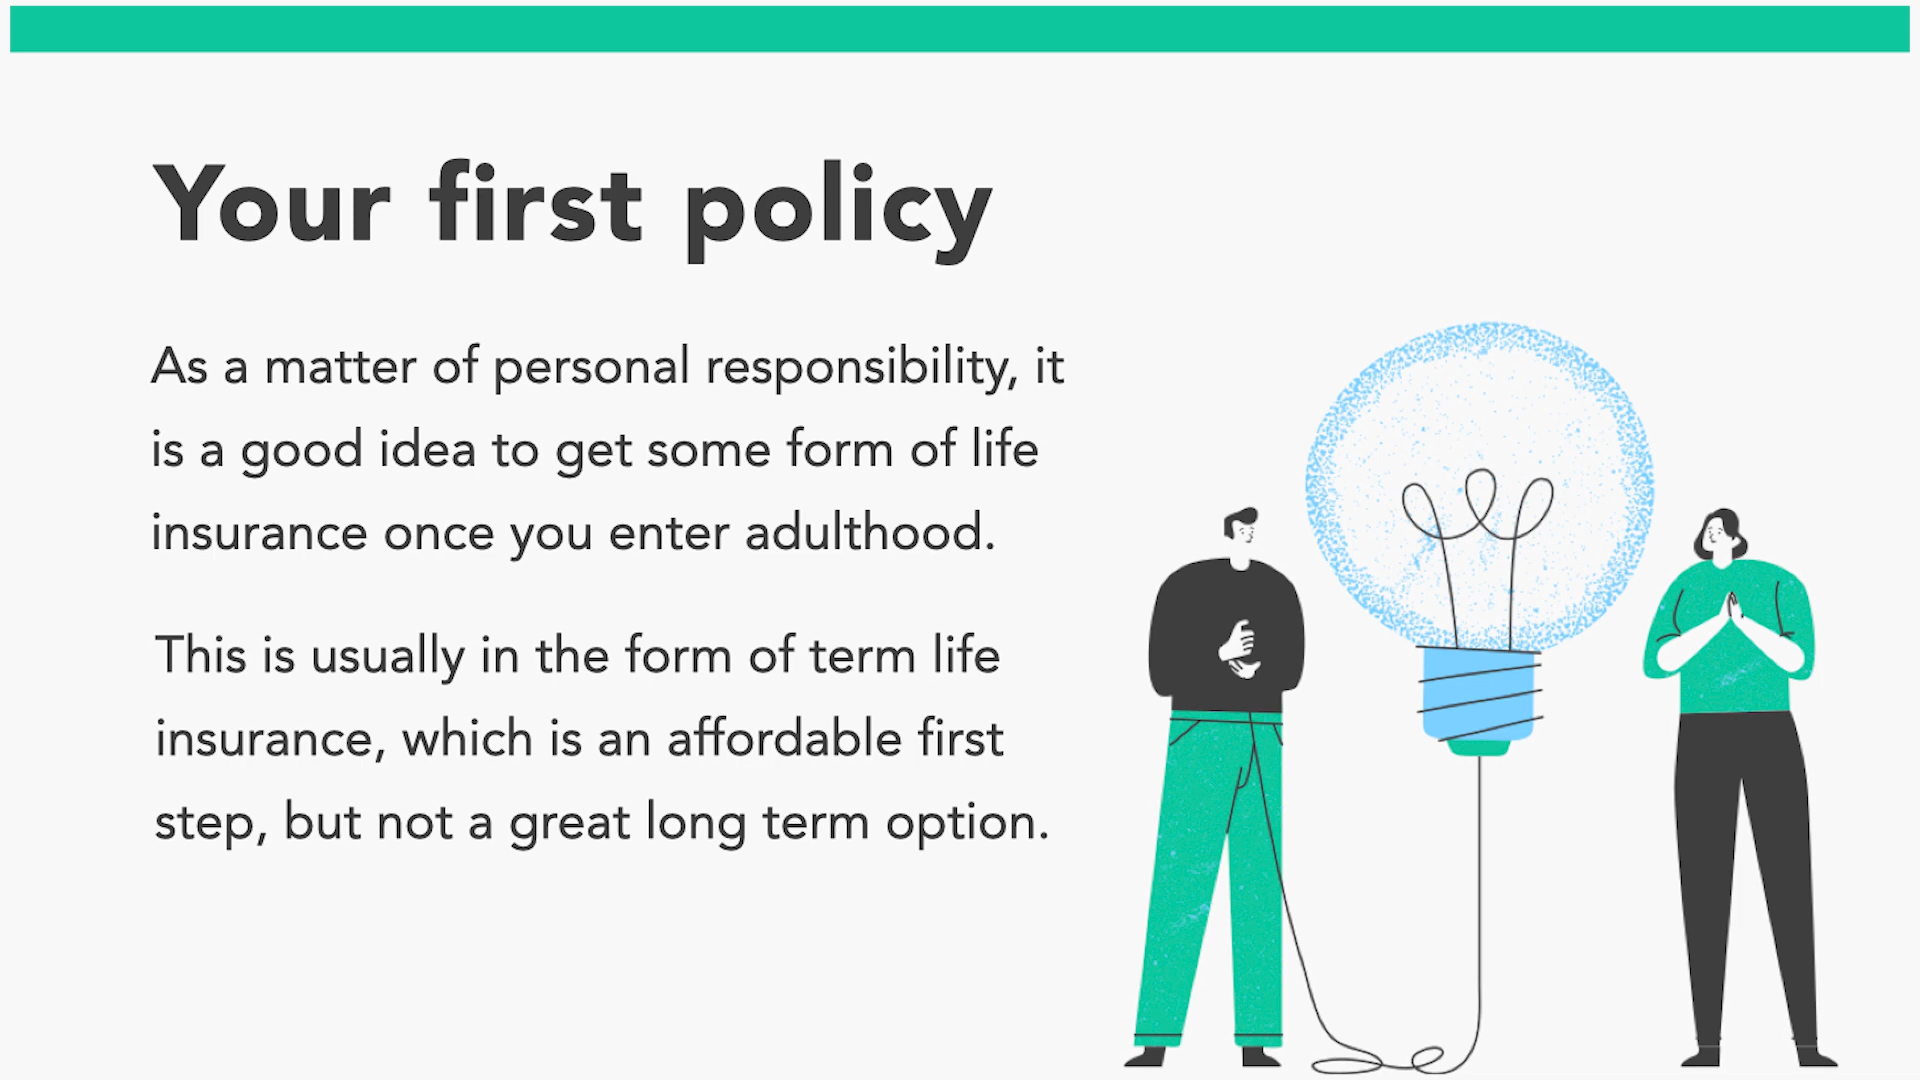 Your first policy
As a matter of personal responsibility, it
is a good idea to get some form of life
insurance once you enter adulthood.
This is usually in the form of term life
insurance, which is an affordable first
step, but not a great long term option.